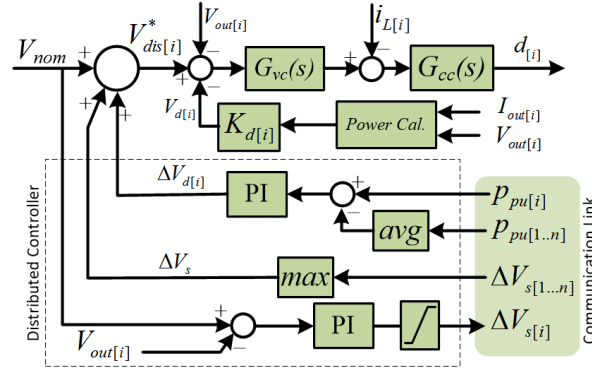 V_nom
V*_dis[i]
V_out[i]
i_L[i]
d_[i]
G_vc(s)
G_cc(s)
V_d[i]
K_d[i]
Power Cal.
I_out[i]
V_out[i]
ΔV_d[i]
PI
p_pu[i]
avg
p_pu[1..n]
ΔV_s
max
ΔV_s[1...n]
V_out[i]
PI
ΔV_s[i]
Distributed Controller
Communication Link